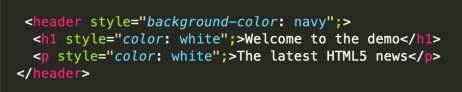 <header style="background-color: navy";>
<h1 style="color: white";>Welcome to the demo</h1>
<p style="color: white";>The latest HTML5 news</p>
</header>